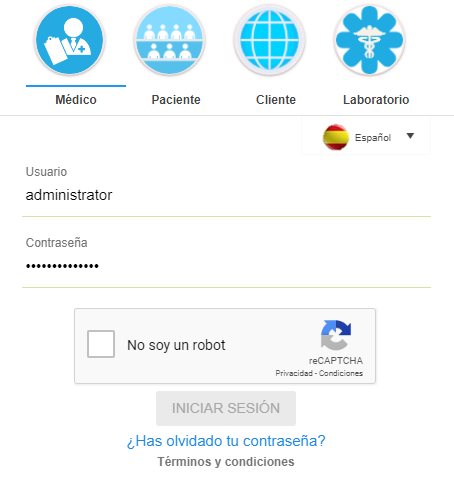 Médico Paciente Cliente Laboratorio
Español
Usuario
administrator
Contraseña
••••••••••••••
No soy un robot
reCAPTCHA
Privacidad - Condiciones
INICIAR SESIÓN
¿Has olvidado tu contraseña?
Términos y condiciones